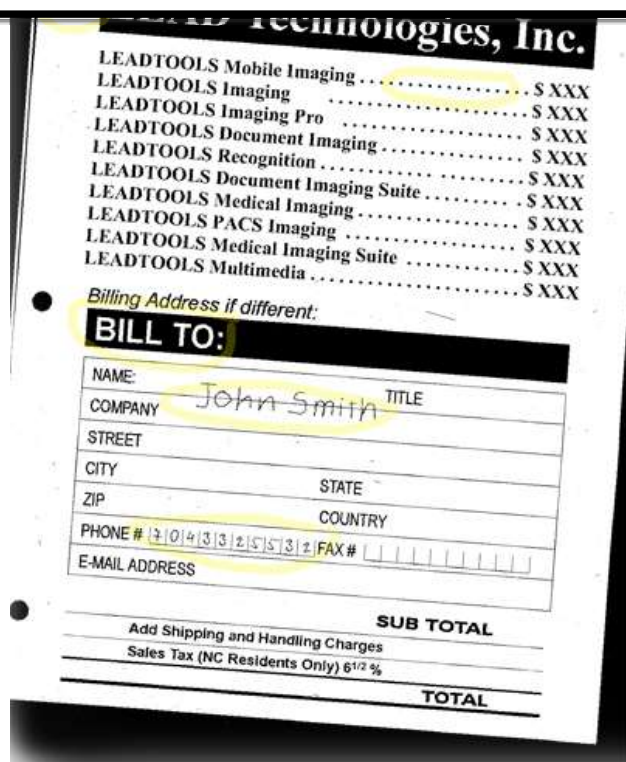 LEAD Technologies, Inc.
LEADTOOLS Mobile Imaging .................... $ XXX
LEADTOOLS Imaging .................... $ XXX
LEADTOOLS Imaging Pro .................. $ XXX
LEADTOOLS Document Imaging ............... $ XXX
LEADTOOLS Recognition ..................... $ XXX
LEADTOOLS Document Imaging Suite ......... $ XXX
LEADTOOLS Medical Imaging ................. $ XXX
LEADTOOLS PACS Imaging .................. $ XXX
LEADTOOLS Medical Imaging Suite ............ $ XXX
LEADTOOLS Multimedia ...................... $ XXX
Billing Address if different:
BILL TO:
NAME: John Smith TITLE
COMPANY
STREET
CITY STATE
ZIP COUNTRY
PHONE # 7043325532 FAX #
E-MAIL ADDRESS
SUB TOTAL
Add Shipping and Handling Charges
Sales Tax (NC Residents Only) 6 1/2 %
TOTAL